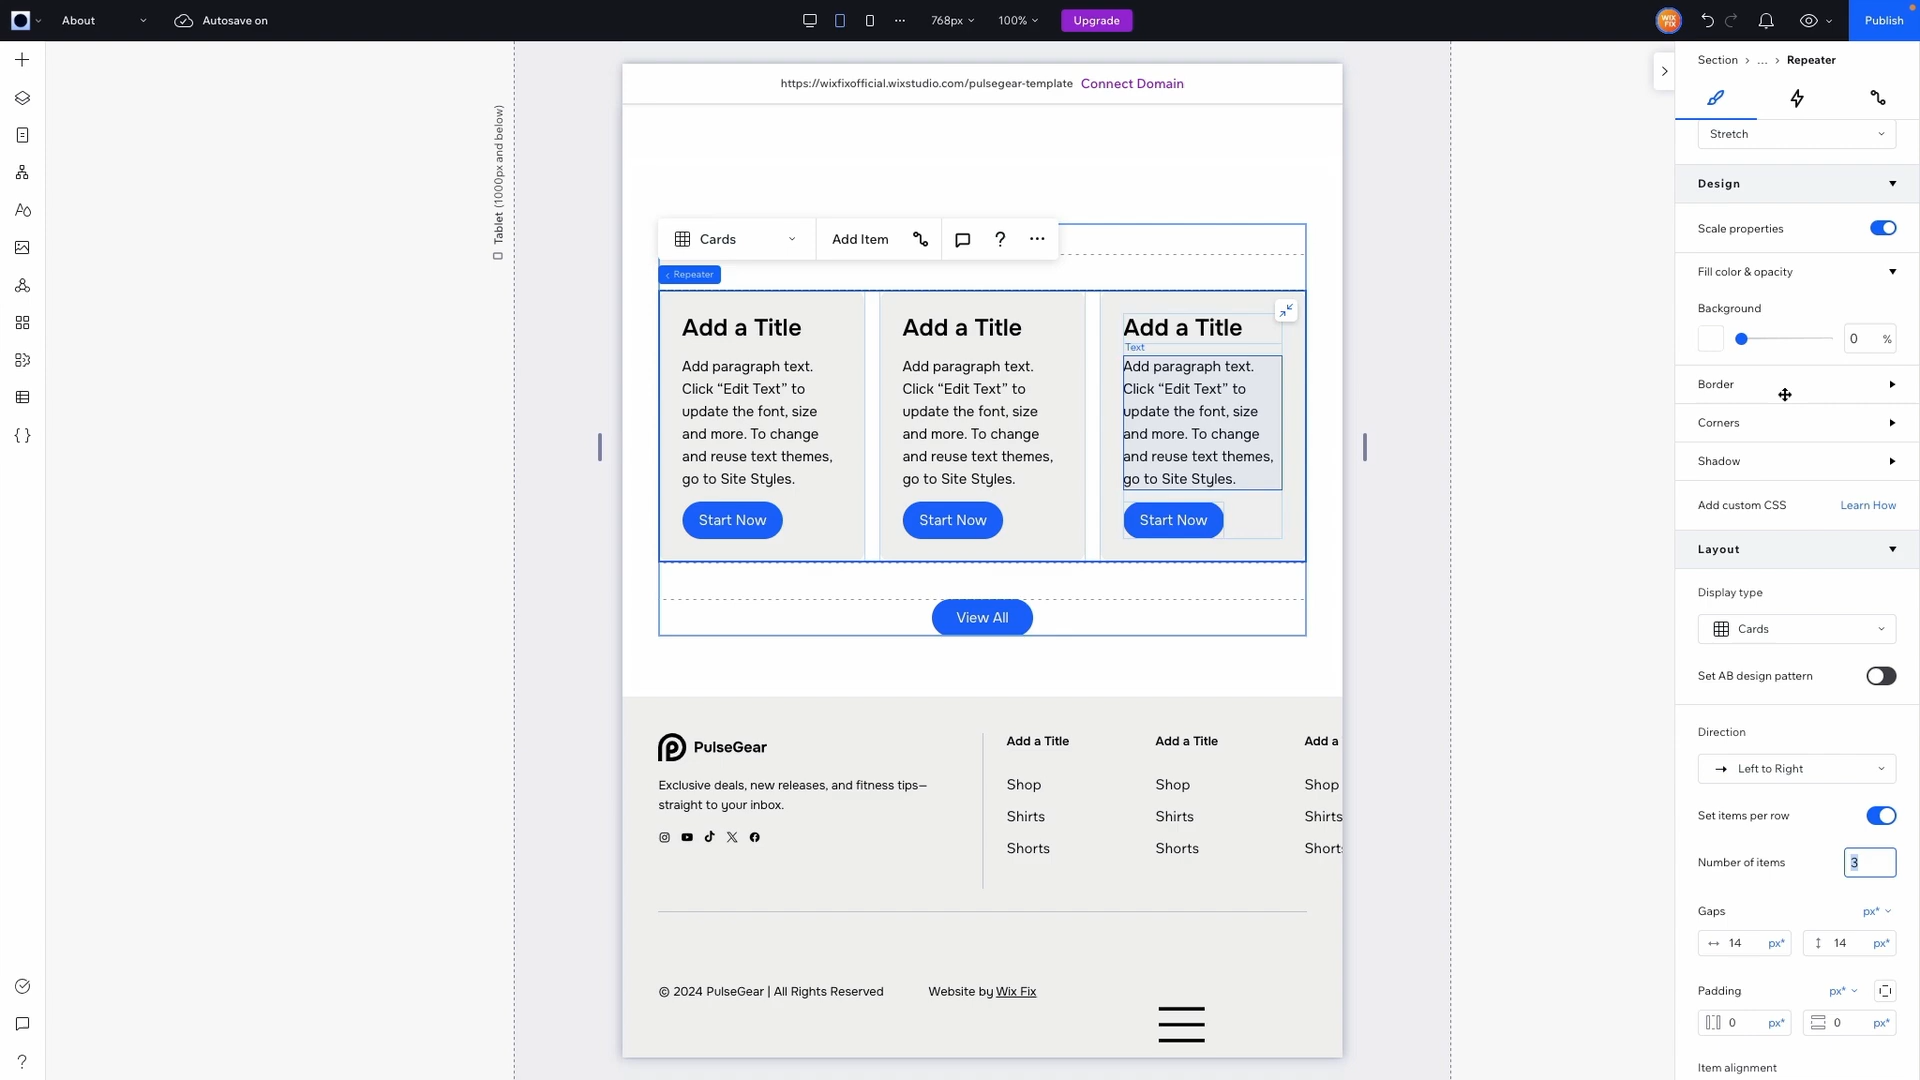 About
Autosave on
768px
100%
Upgrade
WIX
FIX
Publish
https://wixfixofficial.wixstudio.com/pulsegear-template
Connect Domain
Section
...
Repeater
Tablet (1000px and below)
Stretch
Design
Scale properties
Fill color & opacity
Background
0
%
Border
Corners
Shadow
Add custom CSS
Learn How
Layout
Display type
Cards
Set AB design pattern
Direction
Left to Right
Set items per row
Number of items
3
Gaps
px*
14
px*
14
px*
Padding
px*
0
px*
0
px*
Item alignment
Cards
Add Item
?
Repeater
Add a Title
Add paragraph text.
Click “Edit Text” to
update the font, size
and more. To change
and reuse text themes,
go to Site Styles.
Start Now
Add a Title
Add paragraph text.
Click “Edit Text” to
update the font, size
and more. To change
and reuse text themes,
go to Site Styles.
Start Now
Add a Title
Text
Add paragraph text.
Click “Edit Text” to
update the font, size
and more. To change
and reuse text themes,
go to Site Styles.
Start Now
View All
PulseGear
Exclusive deals, new releases, and fitness tips—
straight to your inbox.
Add a Title
Shop
Shirts
Shorts
Add a Title
Shop
Shirts
Shorts
Add a
Shop
Shirts
Short
© 2024 PulseGear | All Rights Reserved
Website by Wix Fix
?